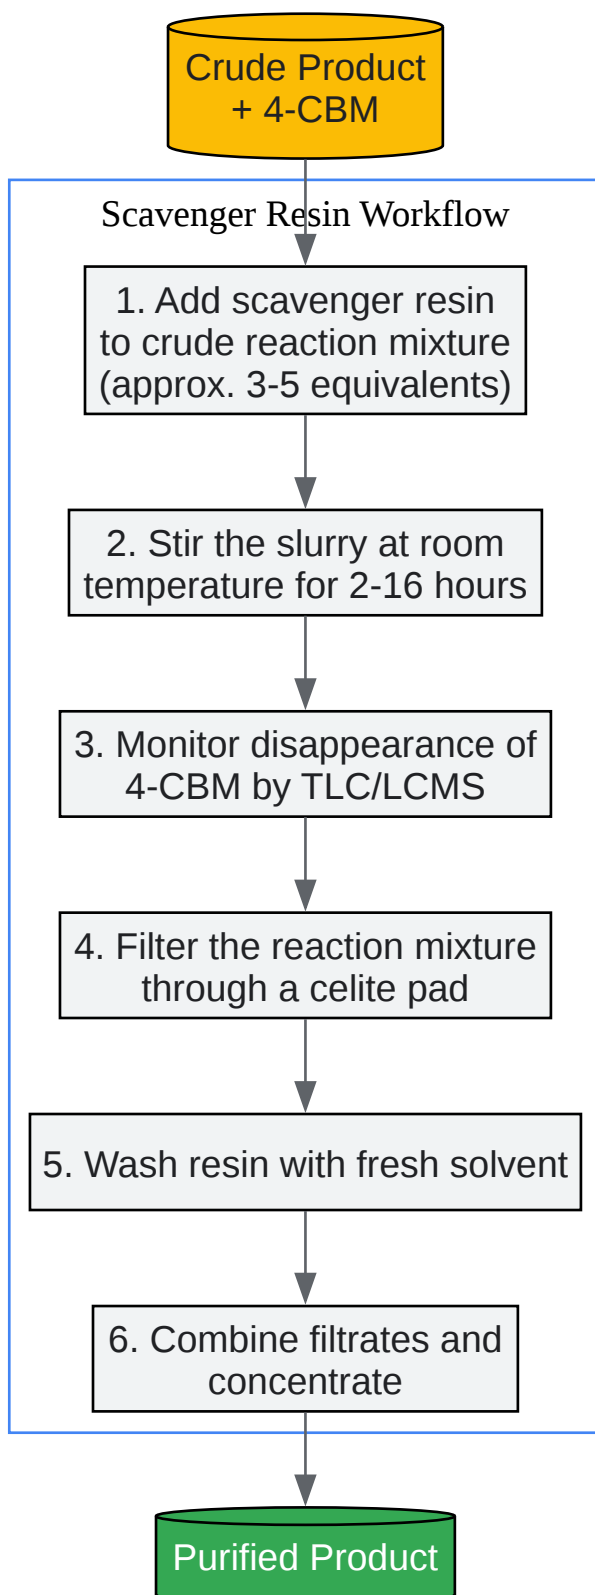 Crude Product
+ 4-CBM
Scavenger Resin Workflow
1. Add scavenger resin
to crude reaction mixture
(approx. 3-5 equivalents)
2. Stir the slurry at room
temperature for 2-16 hours
3. Monitor disappearance of
4-CBM by TLC/LCMS
4. Filter the reaction mixture
through a celite pad
5. Wash resin with fresh solvent
6. Combine filtrates and
concentrate
Purified Product